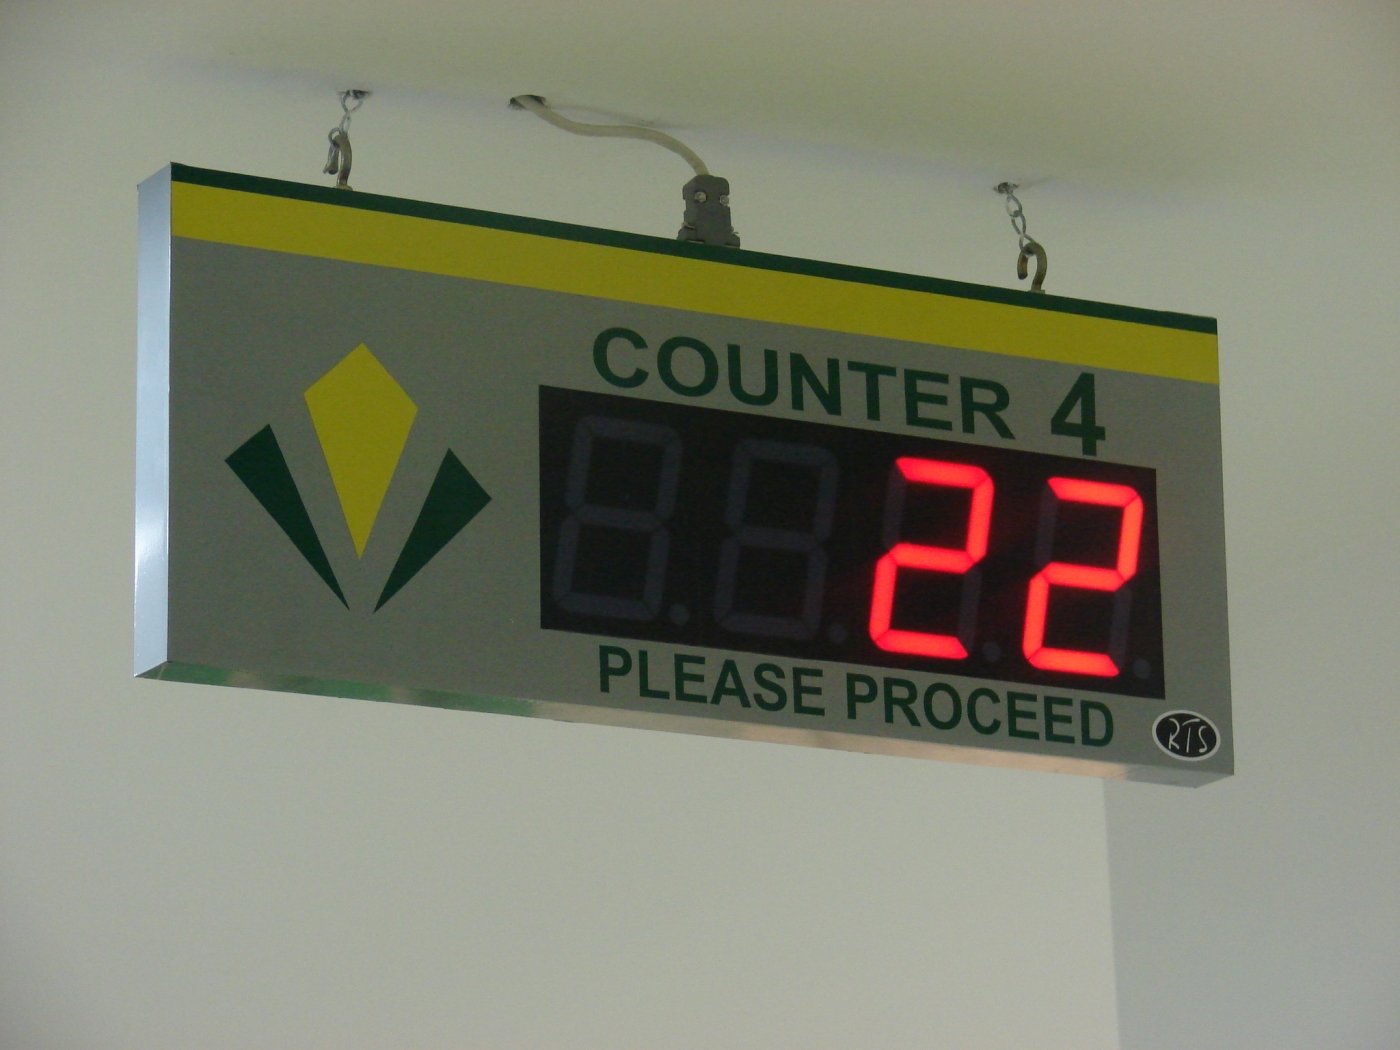 COUNTER 4
22
PLEASE PROCEED
RTS